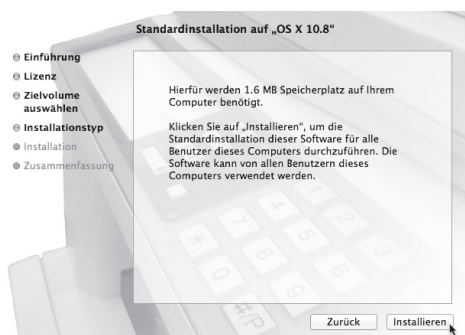 Standardinstallation auf „OS X 10.8“
Einführung
Lizenz
Zielvolume
auswählen
Installationstyp
Installation
Zusammenfassung
Hierfür werden 1.6 MB Speicherplatz auf Ihrem
Computer benötigt.
Klicken Sie auf „Installieren“, um die
Standardinstallation dieser Software für alle
Benutzer dieses Computers durchzuführen. Die
Software kann von allen Benutzern dieses
Computers verwendet werden.
Zurück
Installieren